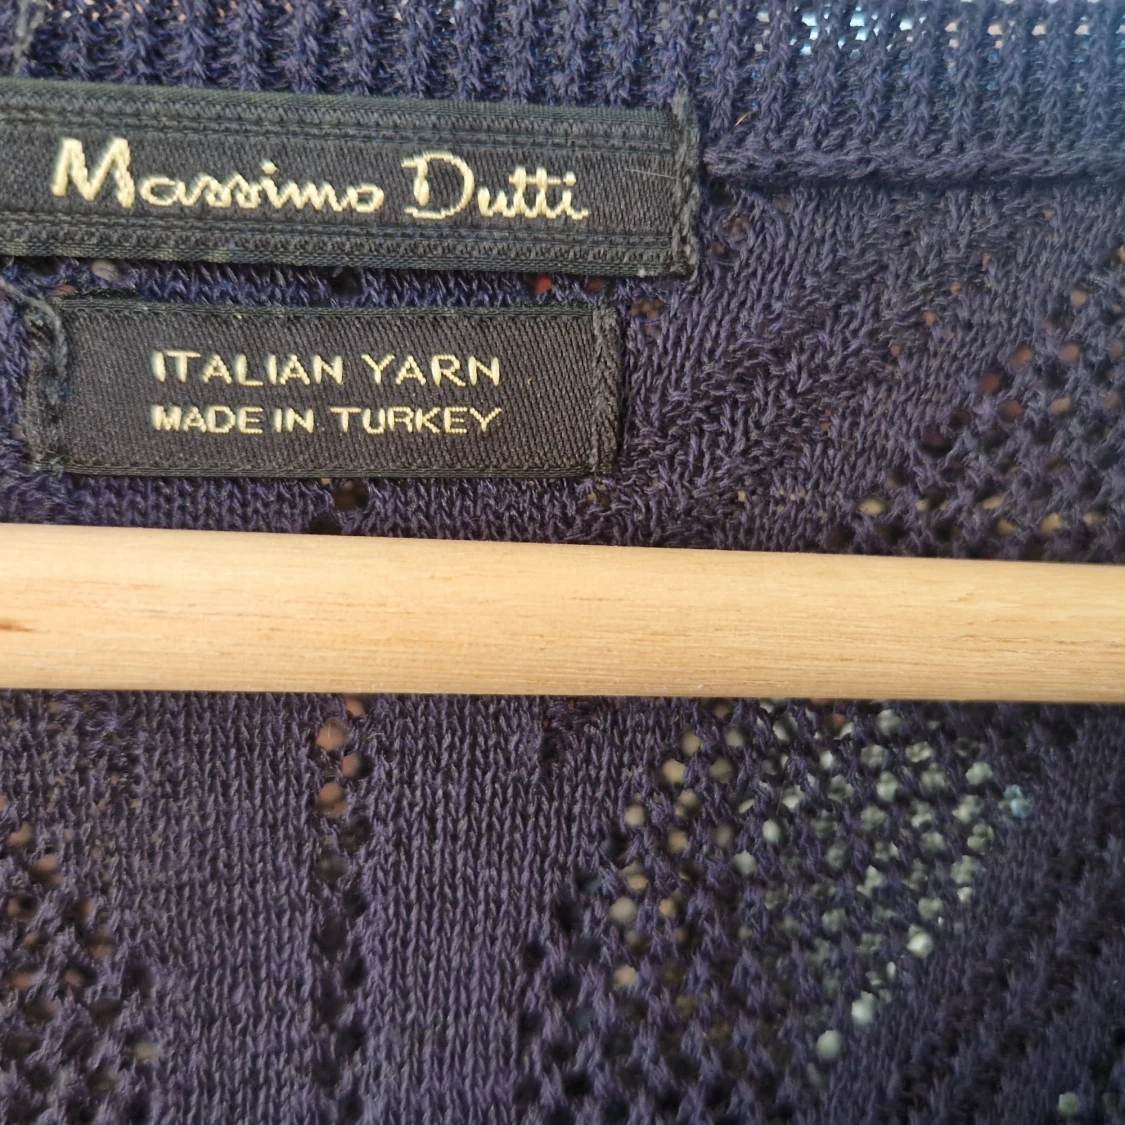 Massimo Dutti
ITALIAN YARN
MADE IN TURKEY